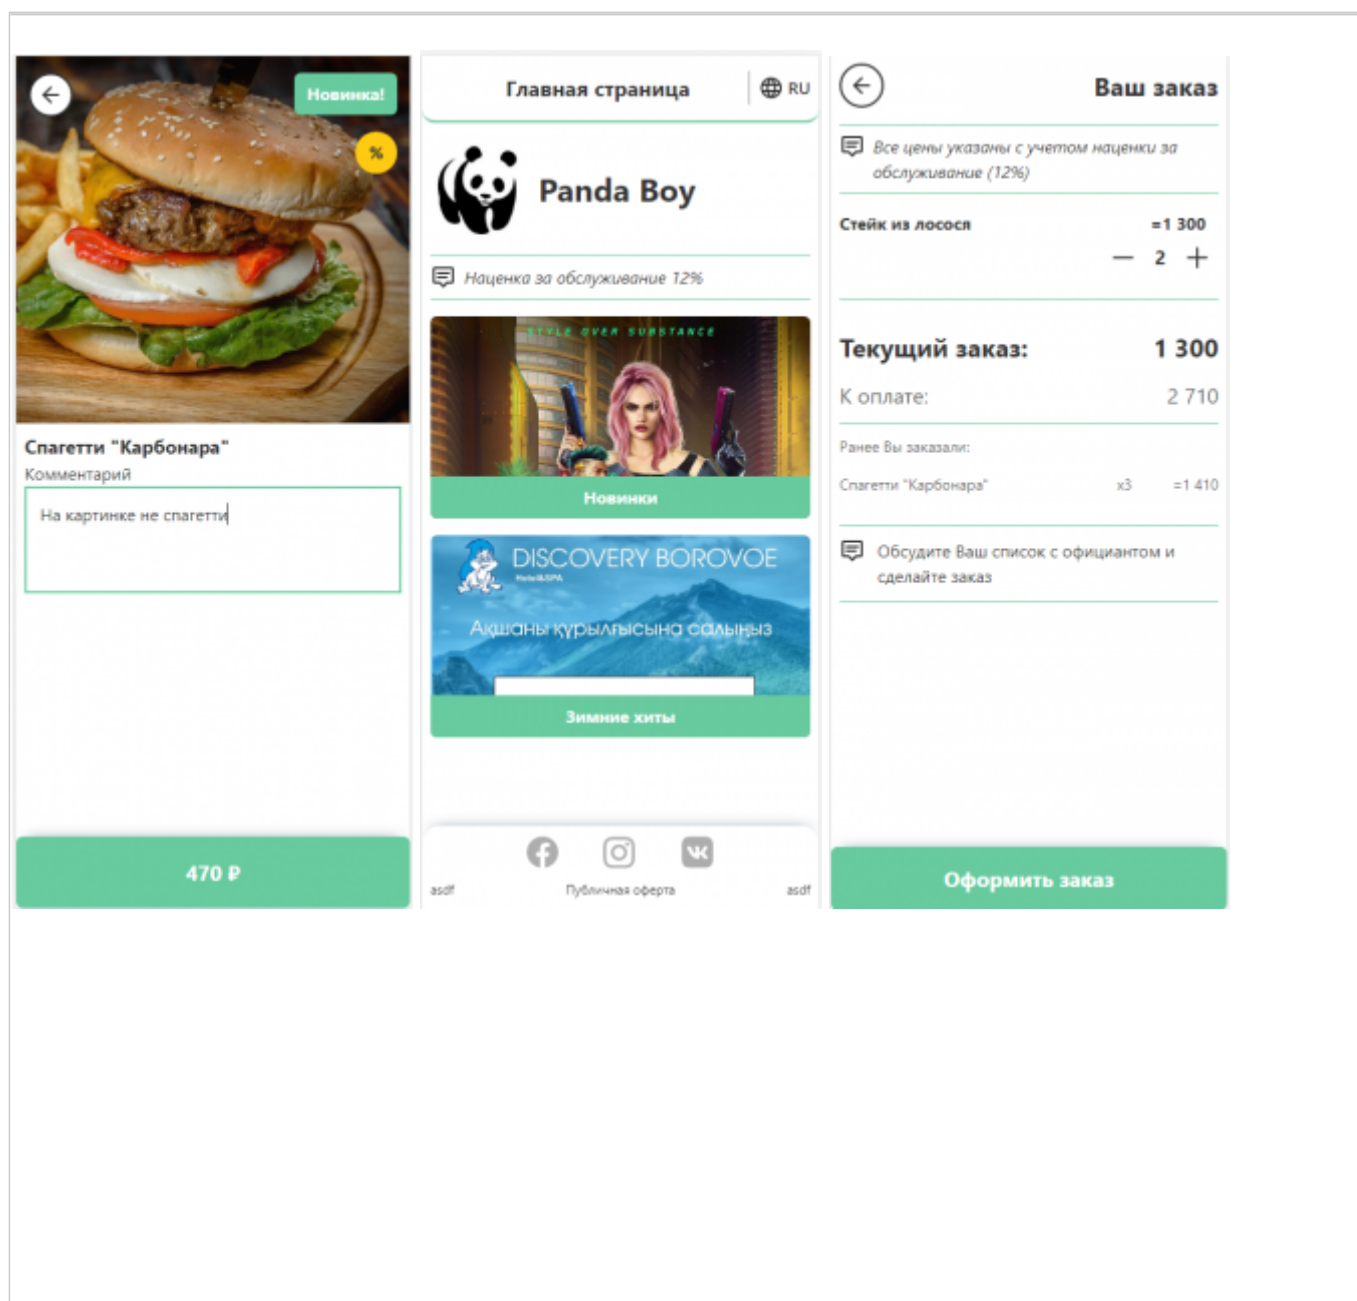 Новинка!
%
Спагетти "Карбонара"
Комментарий
На картинке не спагетти
470 ₽
Главная страница
RU
Panda Boy
Наценка за обслуживание 12%
STYLE OVER SUBSTANCE
Новинки
DISCOVERY BOROVOE
Hotel&SPA
Ақшаны құрылғысына салыңыз
Зимние хиты
asdf Публичная оферта asdf
Ваш заказ
Все цены указаны с учетом наценки за
обслуживание (12%)
Стейк из лосося =1 300
— 2 +
Текущий заказ: 1 300
К оплате: 2 710
Ранее Вы заказали:
Спагетти "Карбонара" x3 =1 410
Обсудите Ваш список с официантом и
сделайте заказ
Оформить заказ